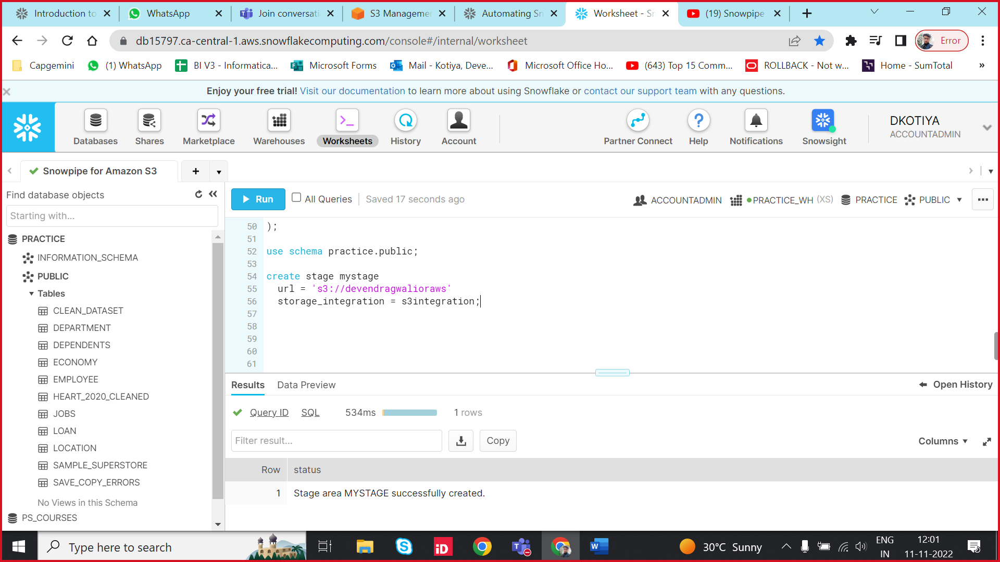 Introduction to
WhatsApp
Join conversati
S3 Managemen
Automating Sn
Worksheet - Sn
(19) Snowpipe
db15797.ca-central-1.aws.snowflakecomputing.com/console#/internal/worksheet
Error
Capgemini
(1) WhatsApp
BI V3 - Informatica...
Microsoft Forms
Mail - Kotiya, Deve...
Microsoft Office Ho...
(643) Top 15 Comm...
ROLLBACK - Not w...
Home - SumTotal
»
Enjoy your free trial! Visit our documentation to learn more about using Snowflake or contact our support team with any questions.
Databases
Shares
Marketplace
Warehouses
Worksheets
History
Account
Partner Connect
Help
Notifications
Snowsight
DKOTIYA
ACCOUNTADMIN
Snowpipe for Amazon S3
Find database objects
Starting with...
Run
All Queries
Saved 17 seconds ago
ACCOUNTADMIN
PRACTICE_WH (XS)
PRACTICE
PUBLIC
PRACTICE
INFORMATION_SCHEMA
PUBLIC
Tables
CLEAN_DATASET
DEPARTMENT
DEPENDENTS
ECONOMY
EMPLOYEE
HEART_2020_CLEANED
JOBS
LOAN
LOCATION
SAMPLE_SUPERSTORE
SAVE_COPY_ERRORS
No Views in this Schema
PS_COURSES
50 );
51
52 use schema practice.public;
53
54 create stage mystage
55 url = 's3://devendragwalioraws'
56 storage_integration = s3integration;
57
58
59
60
61
Results
Data Preview
Open History
Query ID
SQL
534ms
1 rows
Filter result...
Copy
Columns
Row status
1 Stage area MYSTAGE successfully created.
Type here to search
iD
W
30°C Sunny
ENG
IN
12:01
11-11-2022